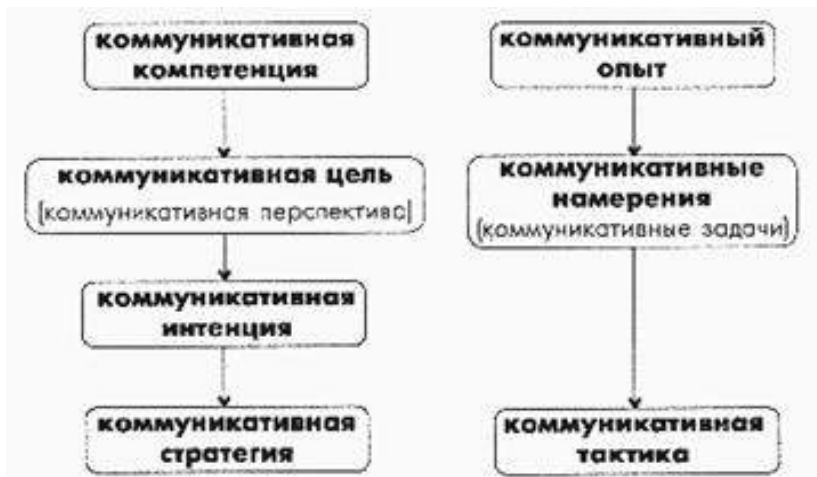 коммуникативная
компетенция
коммуникативная цель
(коммуникативная перспектива)
коммуникативная
интенция
коммуникативная
стратегия
коммуникативный
опыт
коммуникативные
намерения
(коммуникативные задачи)
коммуникативная
тактика